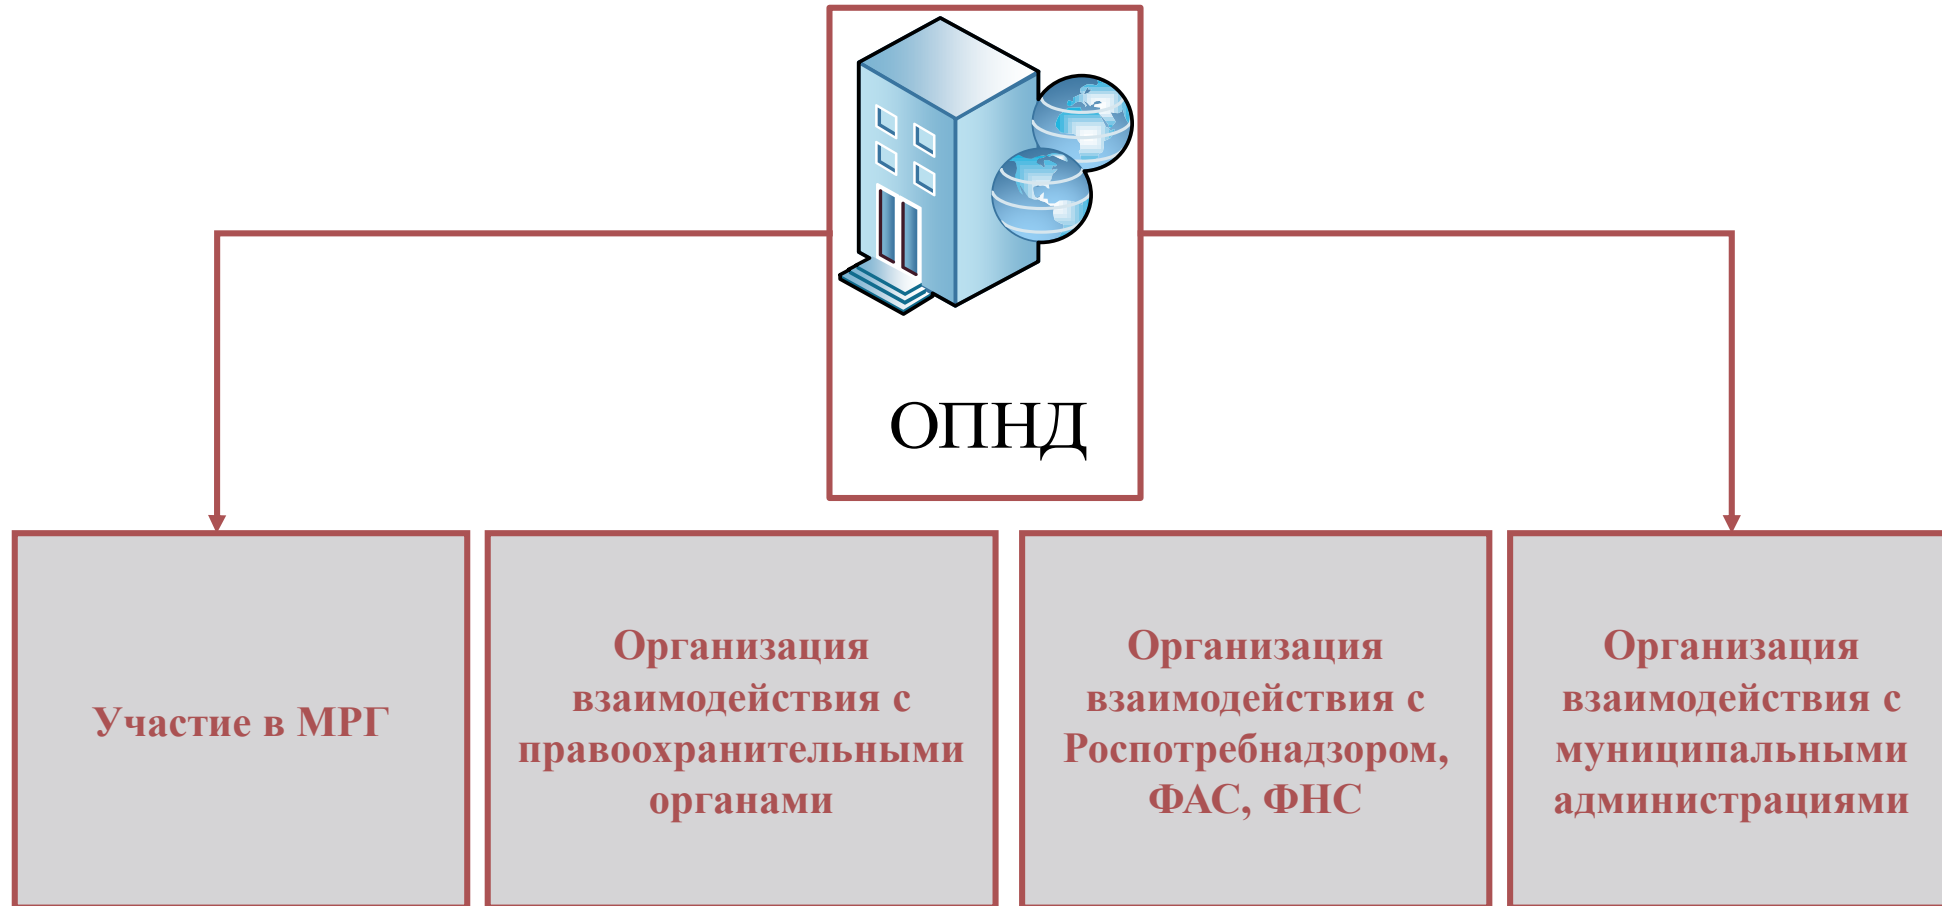 ОПНД
Участие в МРГ
Организация
взаимодействия с
правоохранительными
органами
Организация
взаимодействия с
Роспотребнадзором,
ФАС, ФНС
Организация
взаимодействия с
муниципальными
администрациями